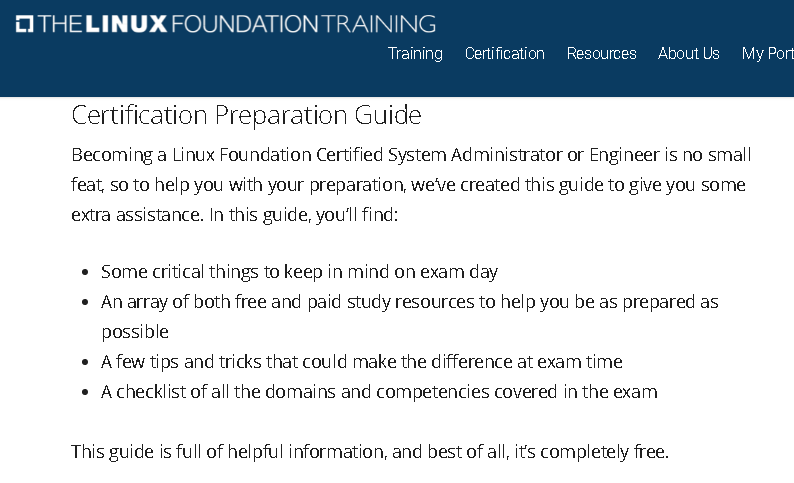 THE LINUX FOUNDATION TRAINING
Training Certification Resources About Us My Port
Certification Preparation Guide
Becoming a Linux Foundation Certified System Administrator or Engineer is no small
feat, so to help you with your preparation, we’ve created this guide to give you some
extra assistance. In this guide, you’ll find:
• Some critical things to keep in mind on exam day
• An array of both free and paid study resources to help you be as prepared as
possible
• A few tips and tricks that could make the difference at exam time
• A checklist of all the domains and competencies covered in the exam
This guide is full of helpful information, and best of all, it’s completely free.